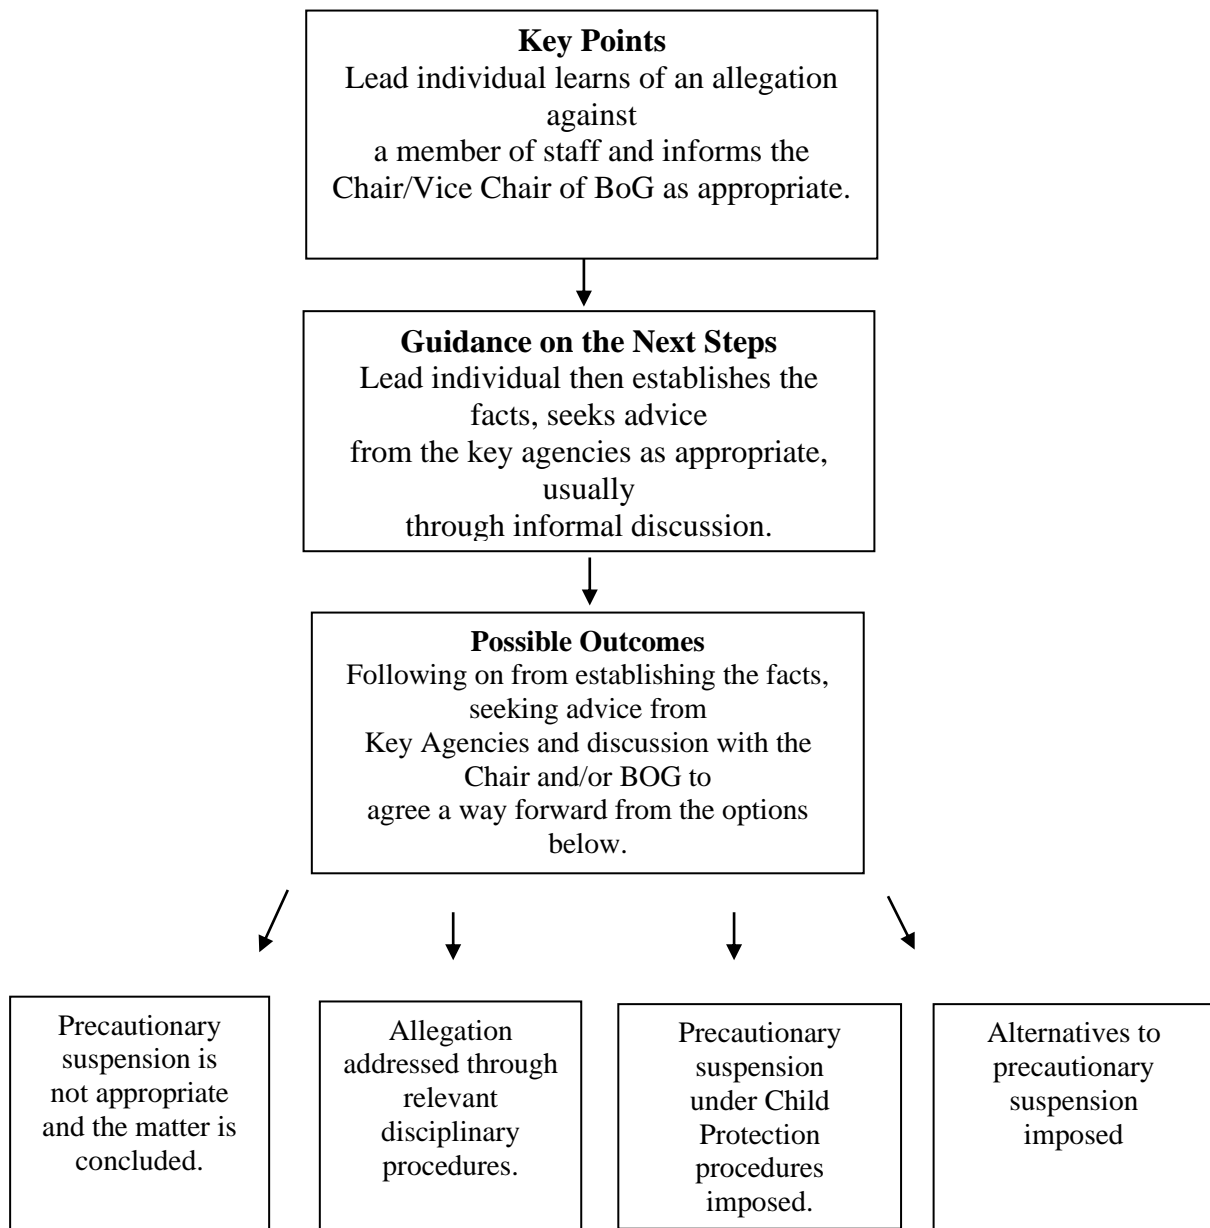 Key Points
Lead individual learns of an allegation
against
a member of staff and informs the
Chair/Vice Chair of BoG as appropriate.
Guidance on the Next Steps
Lead individual then establishes the
facts, seeks advice
from the key agencies as appropriate,
usually
through informal discussion.
Possible Outcomes
Following on from establishing the facts,
seeking advice from
Key Agencies and discussion with the
Chair and/or BOG to
agree a way forward from the options
below.
Precautionary
suspension is
not appropriate
and the matter is
concluded.
Allegation
addressed through
relevant
disciplinary
procedures.
Precautionary
suspension
under Child
Protection
procedures
imposed.
Alternatives to
precautionary
suspension
imposed